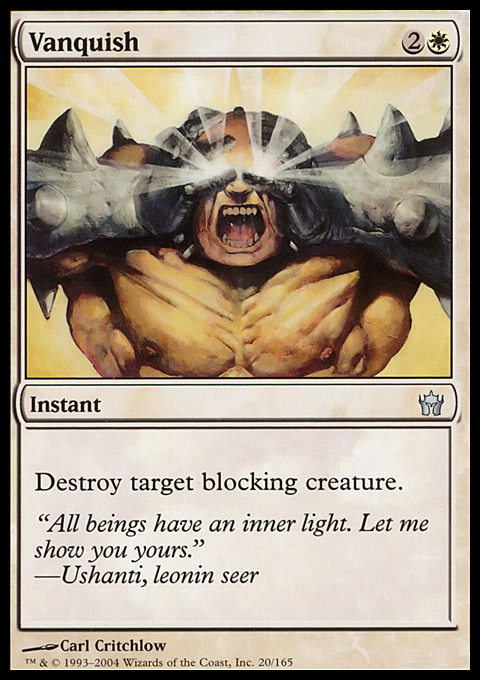 Vanquish 2
Instant
Destroy target blocking creature.
“All beings have an inner light. Let me
show you yours.”
—Ushanti, leonin seer
Carl Critchlow
™ & © 1993–2004 Wizards of the Coast, Inc. 20/165